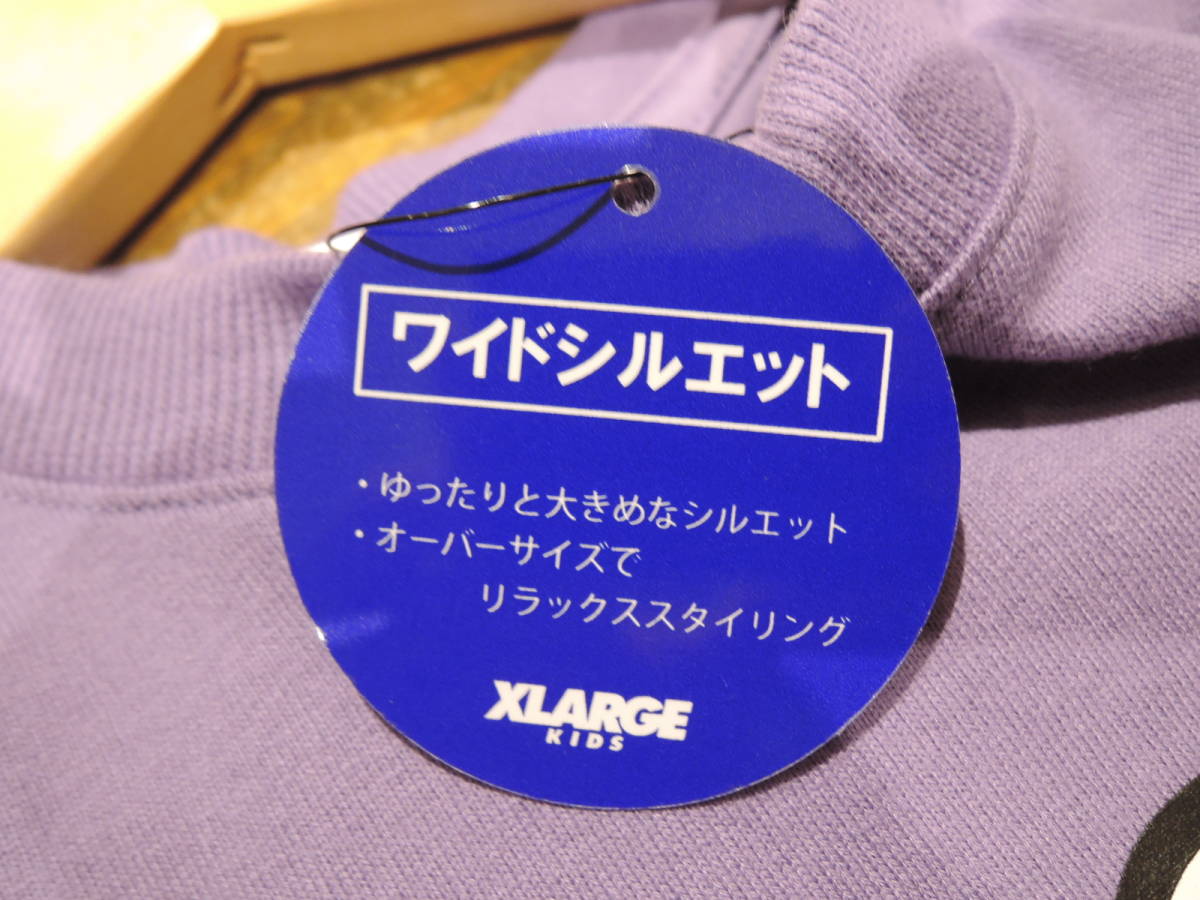 ワイドシルエット
・ゆったりと大きめなシルエット
・オーバーサイズで
リラックススタイリング
XLARGE
KIDS